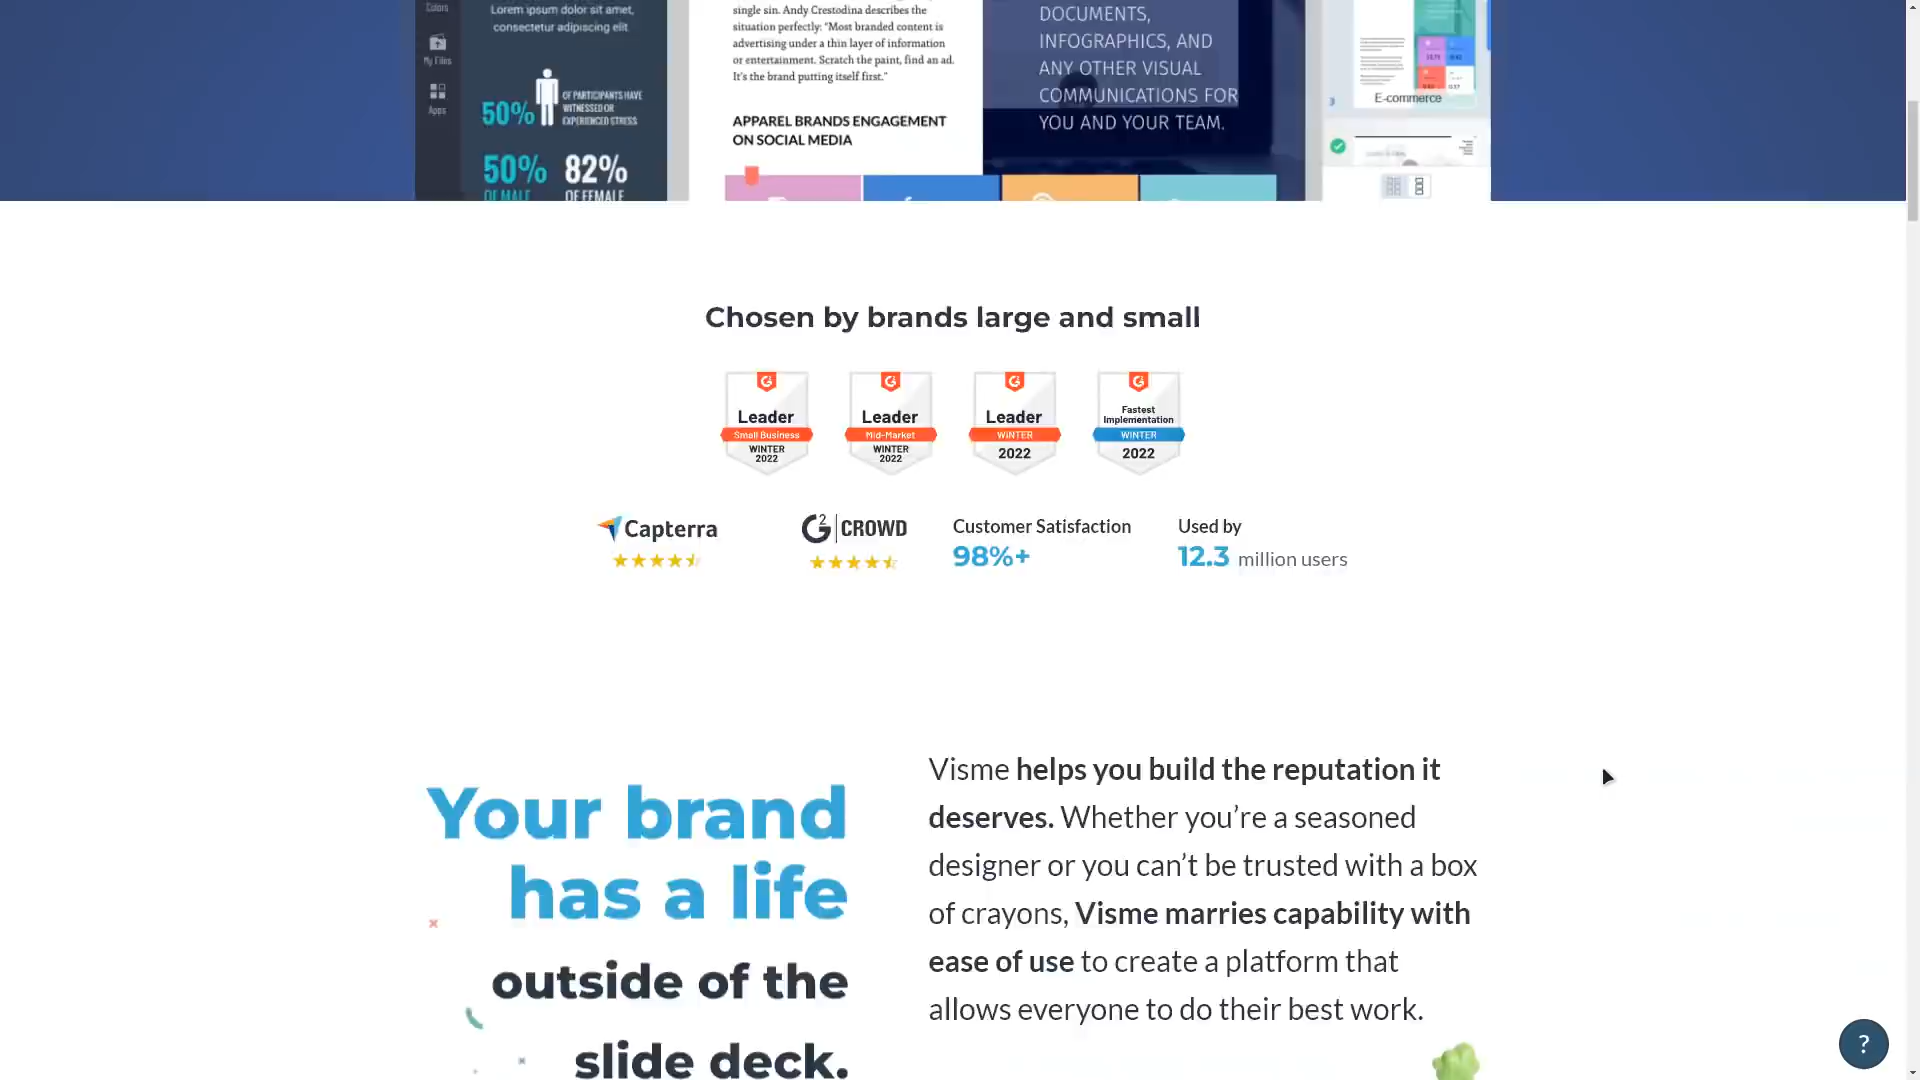 Colors
My Files
Apps
Lorem ipsum dolor sit amet,
consectetur adipiscing elit
50%
OF PARTICIPANTS HAVE
WITNESSED OR
EXPERIENCED STRESS
50% 82%
OF MALE OF FEMALE
single sin. Andy Crestodina describes the
situation perfectly: “Most branded content is
advertising under a thin layer of information
or entertainment. Scratch the paint, find an ad.
It’s the brand putting itself first.”
APPAREL BRANDS ENGAGEMENT
ON SOCIAL MEDIA
DOCUMENTS,
INFOGRAPHICS, AND
ANY OTHER VISUAL
COMMUNICATIONS FOR
YOU AND YOUR TEAM.
E-commerce
Chosen by brands large and small
Leader
Small Business
WINTER
2022
Leader
Mid-Market
WINTER
2022
Leader
WINTER
2022
Fastest
Implementation
WINTER
2022
Capterra
G2 CROWD
Customer Satisfaction
98%+
Used by
12.3 million users
Your brand
has a life
outside of the
slide deck.
Visme helps you build the reputation it
deserves. Whether you’re a seasoned
designer or you can’t be trusted with a box
of crayons, Visme marries capability with
ease of use to create a platform that
allows everyone to do their best work.
?